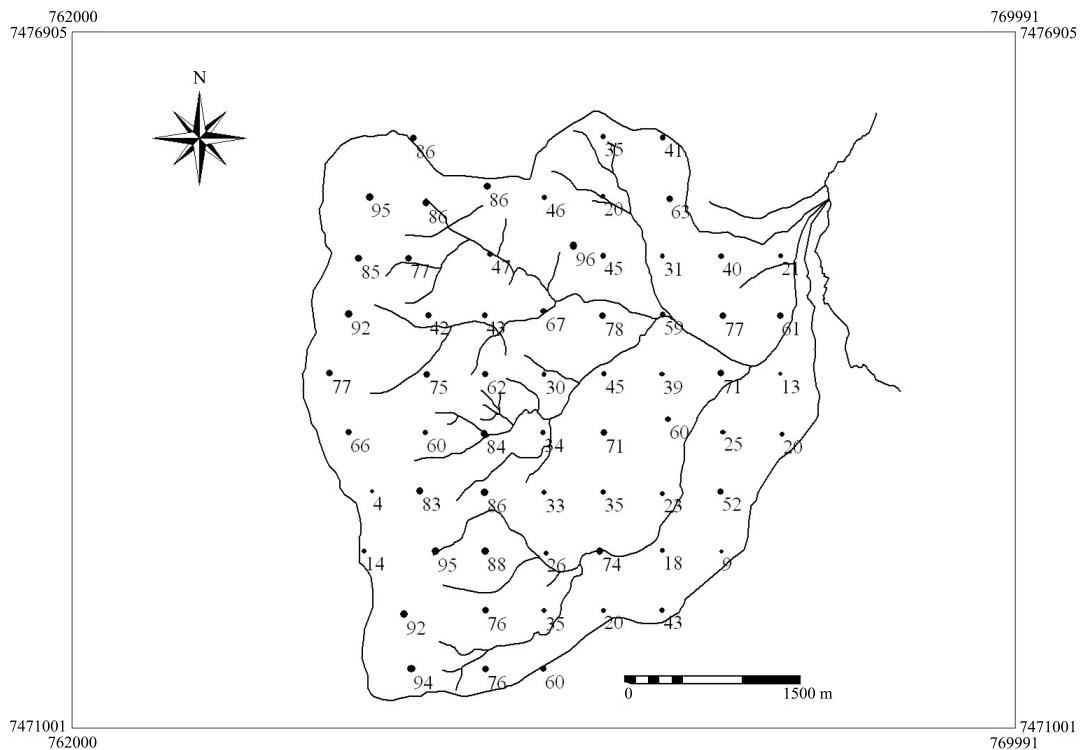 762000 769991
7476905 7476905
N
86 35 41
95 86 86 46 20 63
85 77 47 96 45 31 40 21
92 42 43 67 78 59 77 61
77 75 62 30 45 39 71 13
66 60 84 34 71 60 25 20
4 83 86 33 35 23 52
14 95 88 26 74 18 9
92 76 35 20 43
94 76 60
0 1500 m
7471001 7471001
762000 769991